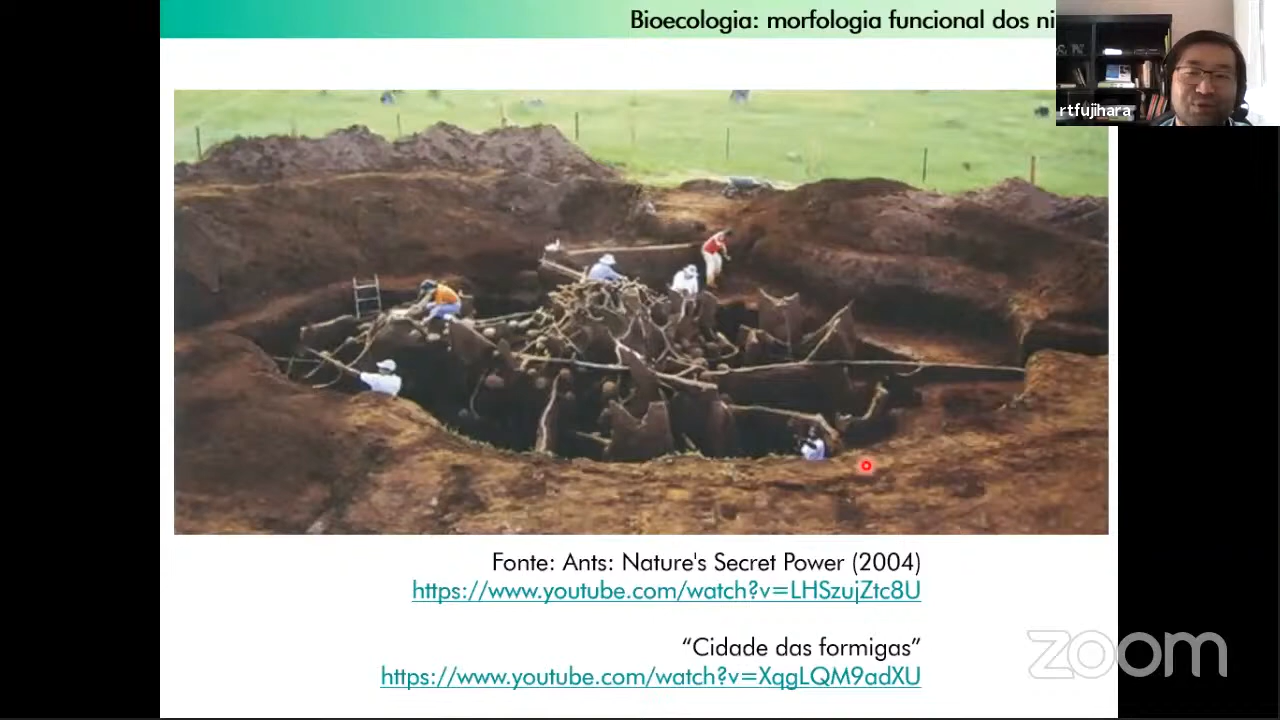 Bioecologia: morfologia funcional dos ni
rtfujihara
Fonte: Ants: Nature's Secret Power (2004)
https://www.youtube.com/watch?v=LHSzujZtc8U
“Cidade das formigas”
https://www.youtube.com/watch?v=XqgLQM9adXU
zoom